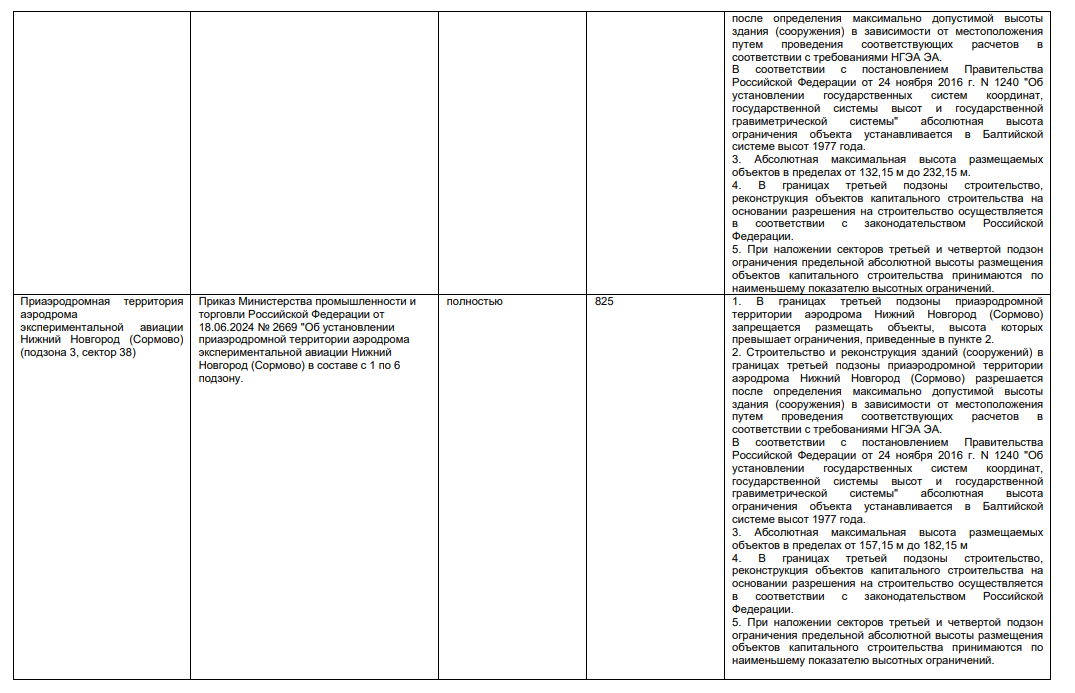 после определения максимально допустимой высоты
здания (сооружения) в зависимости от местоположения
путем проведения соответствующих расчетов в
соответствии с требованиями НГЭА ЭА.
В соответствии с постановлением Правительства
Российской Федерации от 24 ноября 2016 г. N 1240 "Об
установлении государственных систем координат,
государственной системы высот и государственной
гравиметрической системы" абсолютная высота
ограничения объекта устанавливается в Балтийской
системе высот 1977 года.
3. Абсолютная максимальная высота размещаемых
объектов в пределах от 132,15 м до 232,15 м.
4. В границах третьей подзоны строительство,
реконструкция объектов капитального строительства на
основании разрешения на строительство осуществляется
в соответствии с законодательством Российской
Федерации.
5. При наложении секторов третьей и четвертой подзон
ограничения предельной абсолютной высоты размещения
объектов капитального строительства принимаются по
наименьшему показателю высотных ограничений.
Приаэродромная территория
аэродрома
экспериментальной авиации
Нижний Новгород (Сормово)
(подзона 3, сектор 38)
Приказ Министерства промышленности и
торговли Российской Федерации от
18.06.2024 № 2669 "Об установлении
приаэродромной территории аэродрома
экспериментальной авиации Нижний
Новгород (Сормово) в составе с 1 по 6
подзону.
полностью
825
1. В границах третьей подзоны приаэродромной
территории аэродрома Нижний Новгород (Сормово)
запрещается размещать объекты, высота которых
превышает ограничения, приведенные в пункте 2.
2. Строительство и реконструкция зданий (сооружений) в
границах третьей подзоны приаэродромной территории
аэродрома Нижний Новгород (Сормово) разрешается
после определения максимально допустимой высоты
здания (сооружения) в зависимости от местоположения
путем проведения соответствующих расчетов в
соответствии с требованиями НГЭА ЭА.
В соответствии с постановлением Правительства
Российской Федерации от 24 ноября 2016 г. N 1240 "Об
установлении государственных систем координат,
государственной системы высот и государственной
гравиметрической системы" абсолютная высота
ограничения объекта устанавливается в Балтийской
системе высот 1977 года.
3. Абсолютная максимальная высота размещаемых
объектов в пределах от 157,15 м до 182,15 м
4. В границах третьей подзоны строительство,
реконструкция объектов капитального строительства на
основании разрешения на строительство осуществляется
в соответствии с законодательством Российской
Федерации.
5. При наложении секторов третьей и четвертой подзон
ограничения предельной абсолютной высоты размещения
объектов капитального строительства принимаются по
наименьшему показателю высотных ограничений.